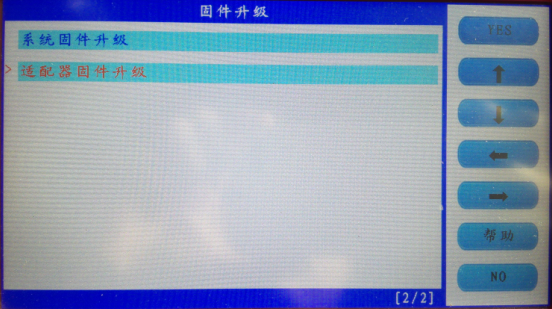 固件升级
系统固件升级
> 适配器固件升级
[2/2]
YES
↑
↓
←
→
帮助
NO